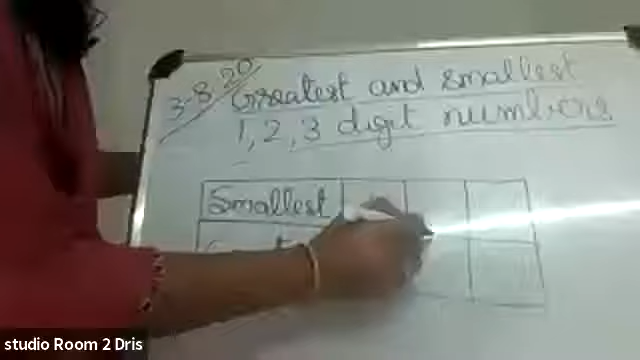 3-8-20
Greatest and smallest
1, 2, 3 digit numbers
Smallest
studio Room 2 Dris